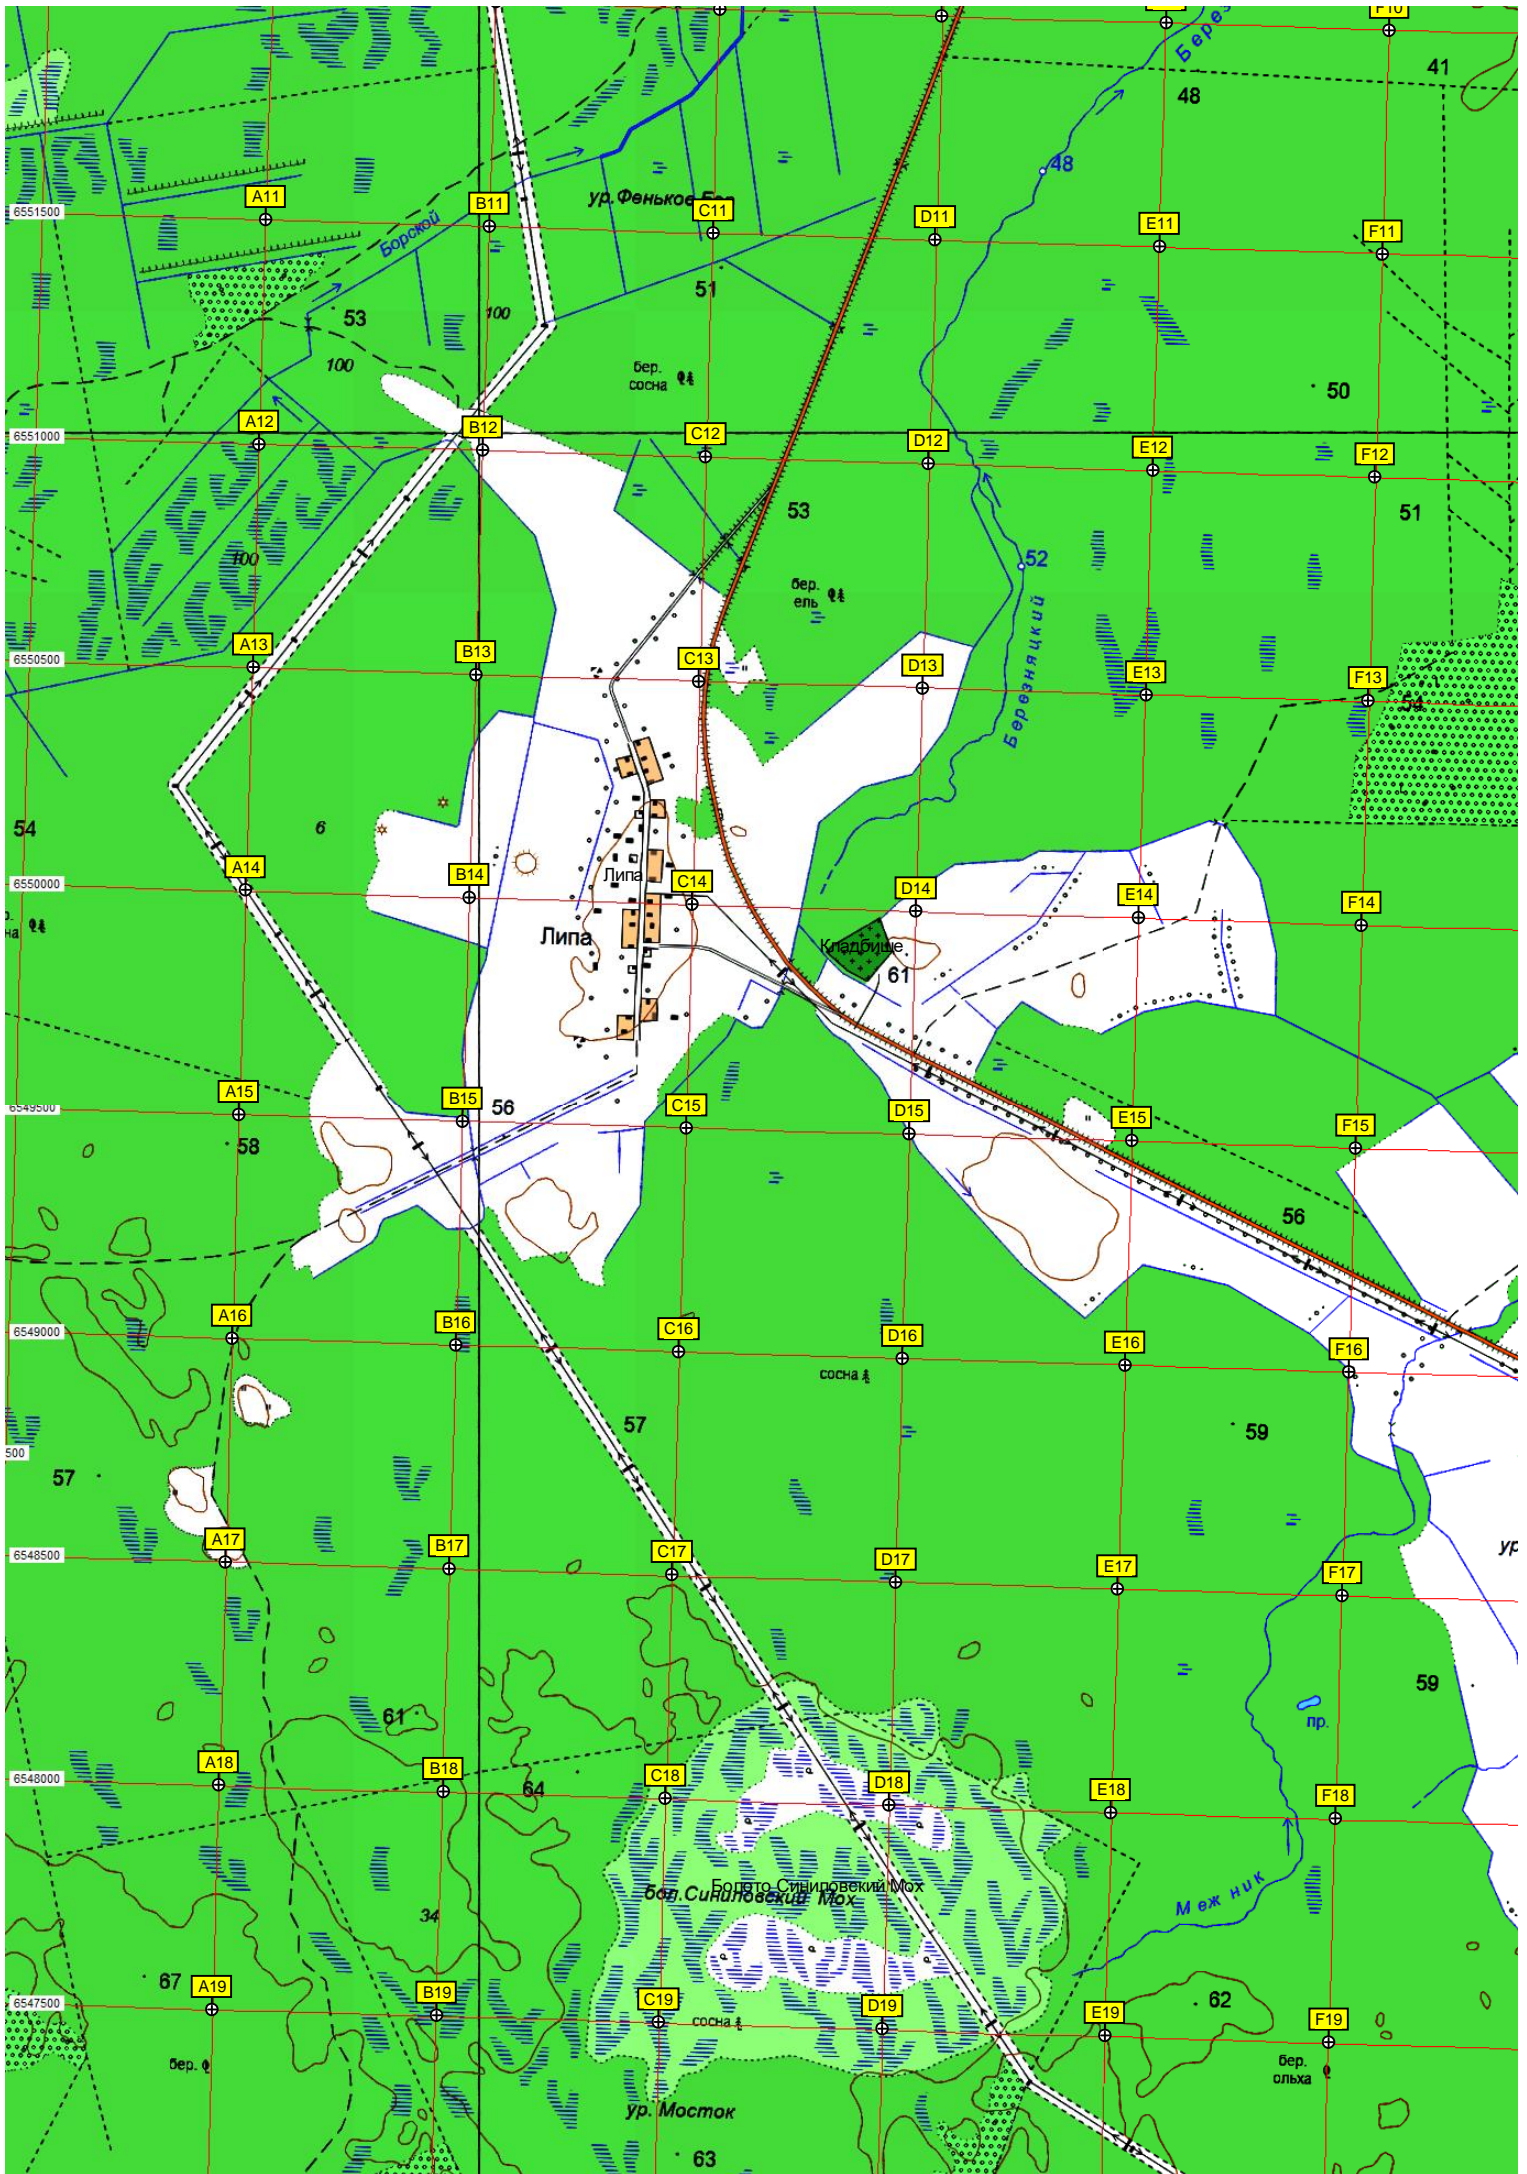 F10
Берез
41
48
48
A11
B11
ур.Феньково Бор
C11
D11
E11
F11
6551500
Борской
51
53
100
100
бер.
сосна
50
6551000
A12
B12
C12
D12
E12
F12
53
51
100
52
бер.
ель
Березняцкий
6550500
A13
B13
C13
D13
E13
F13
54
54
6
Липа
6550000
A14
B14
C14
D14
E14
F14
на
Липа
Кладбище
61
6549500
A15
B15
56
C15
D15
E15
F15
58
56
6549000
A16
B16
C16
D16
E16
F16
сосна
57
59
500
57
6548500
A17
B17
C17
D17
E17
F17
ур
59
61
пр.
6548000
A18
B18
64
C18
D18
E18
F18
Болото Синиловский Мох
бол.Синиловский Мох
Межник
34
67
62
6547500
A19
B19
C19
D19
E19
F19
сосна
бер.
бер.
ольха
ур. Мосток
63